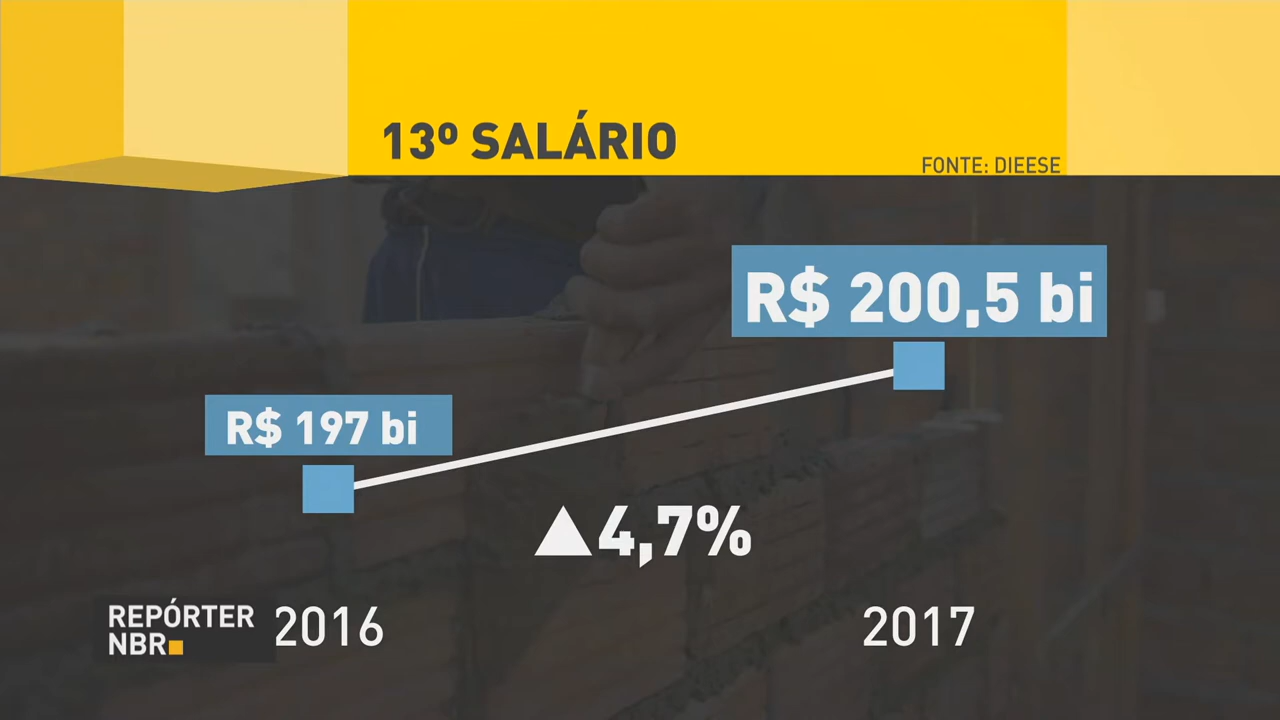 13º SALÁRIO
FONTE: DIEESE
R$ 200,5 bi
R$ 197 bi
▲4,7%
REPÓRTER
NBR
2016
2017